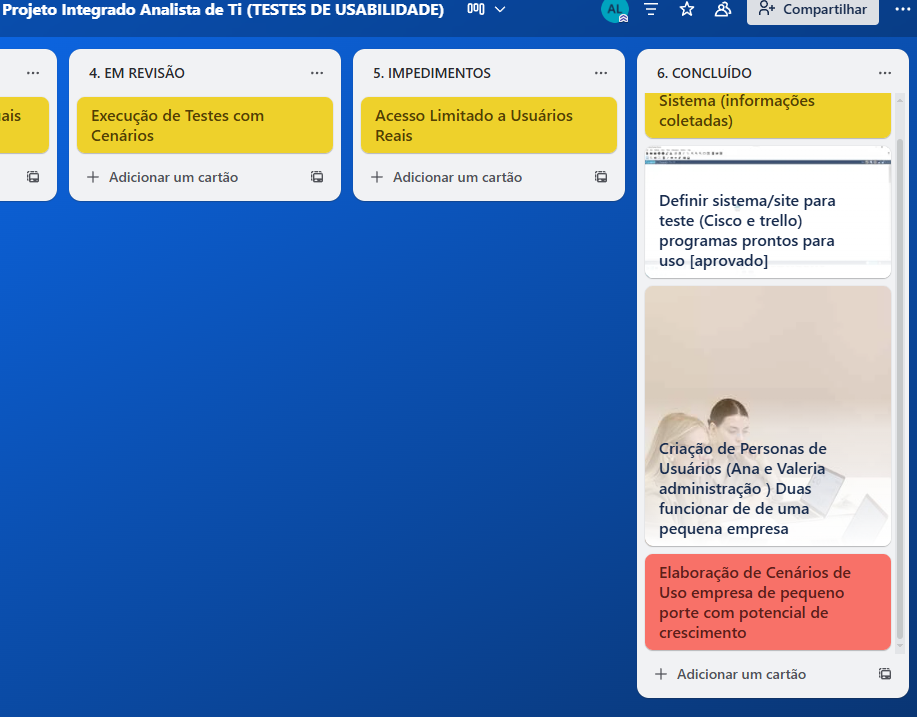 Projeto Integrado Analista de Ti (TESTES DE USABILIDADE)
AL
Compartilhar
ais
4. EM REVISÃO
Execução de Testes com
Cenários
Adicionar um cartão
5. IMPEDIMENTOS
Acesso Limitado a Usuários
Reais
Adicionar um cartão
6. CONCLUÍDO
Sistema (informações
coletadas)
Definir sistema/site para
teste (Cisco e trello)
programas prontos para
uso [aprovado]
Criação de Personas de
Usuários (Ana e Valeria
administração ) Duas
funcionar de de uma
pequena empresa
Elaboração de Cenários de
Uso empresa de pequeno
porte com potencial de
crescimento
Adicionar um cartão